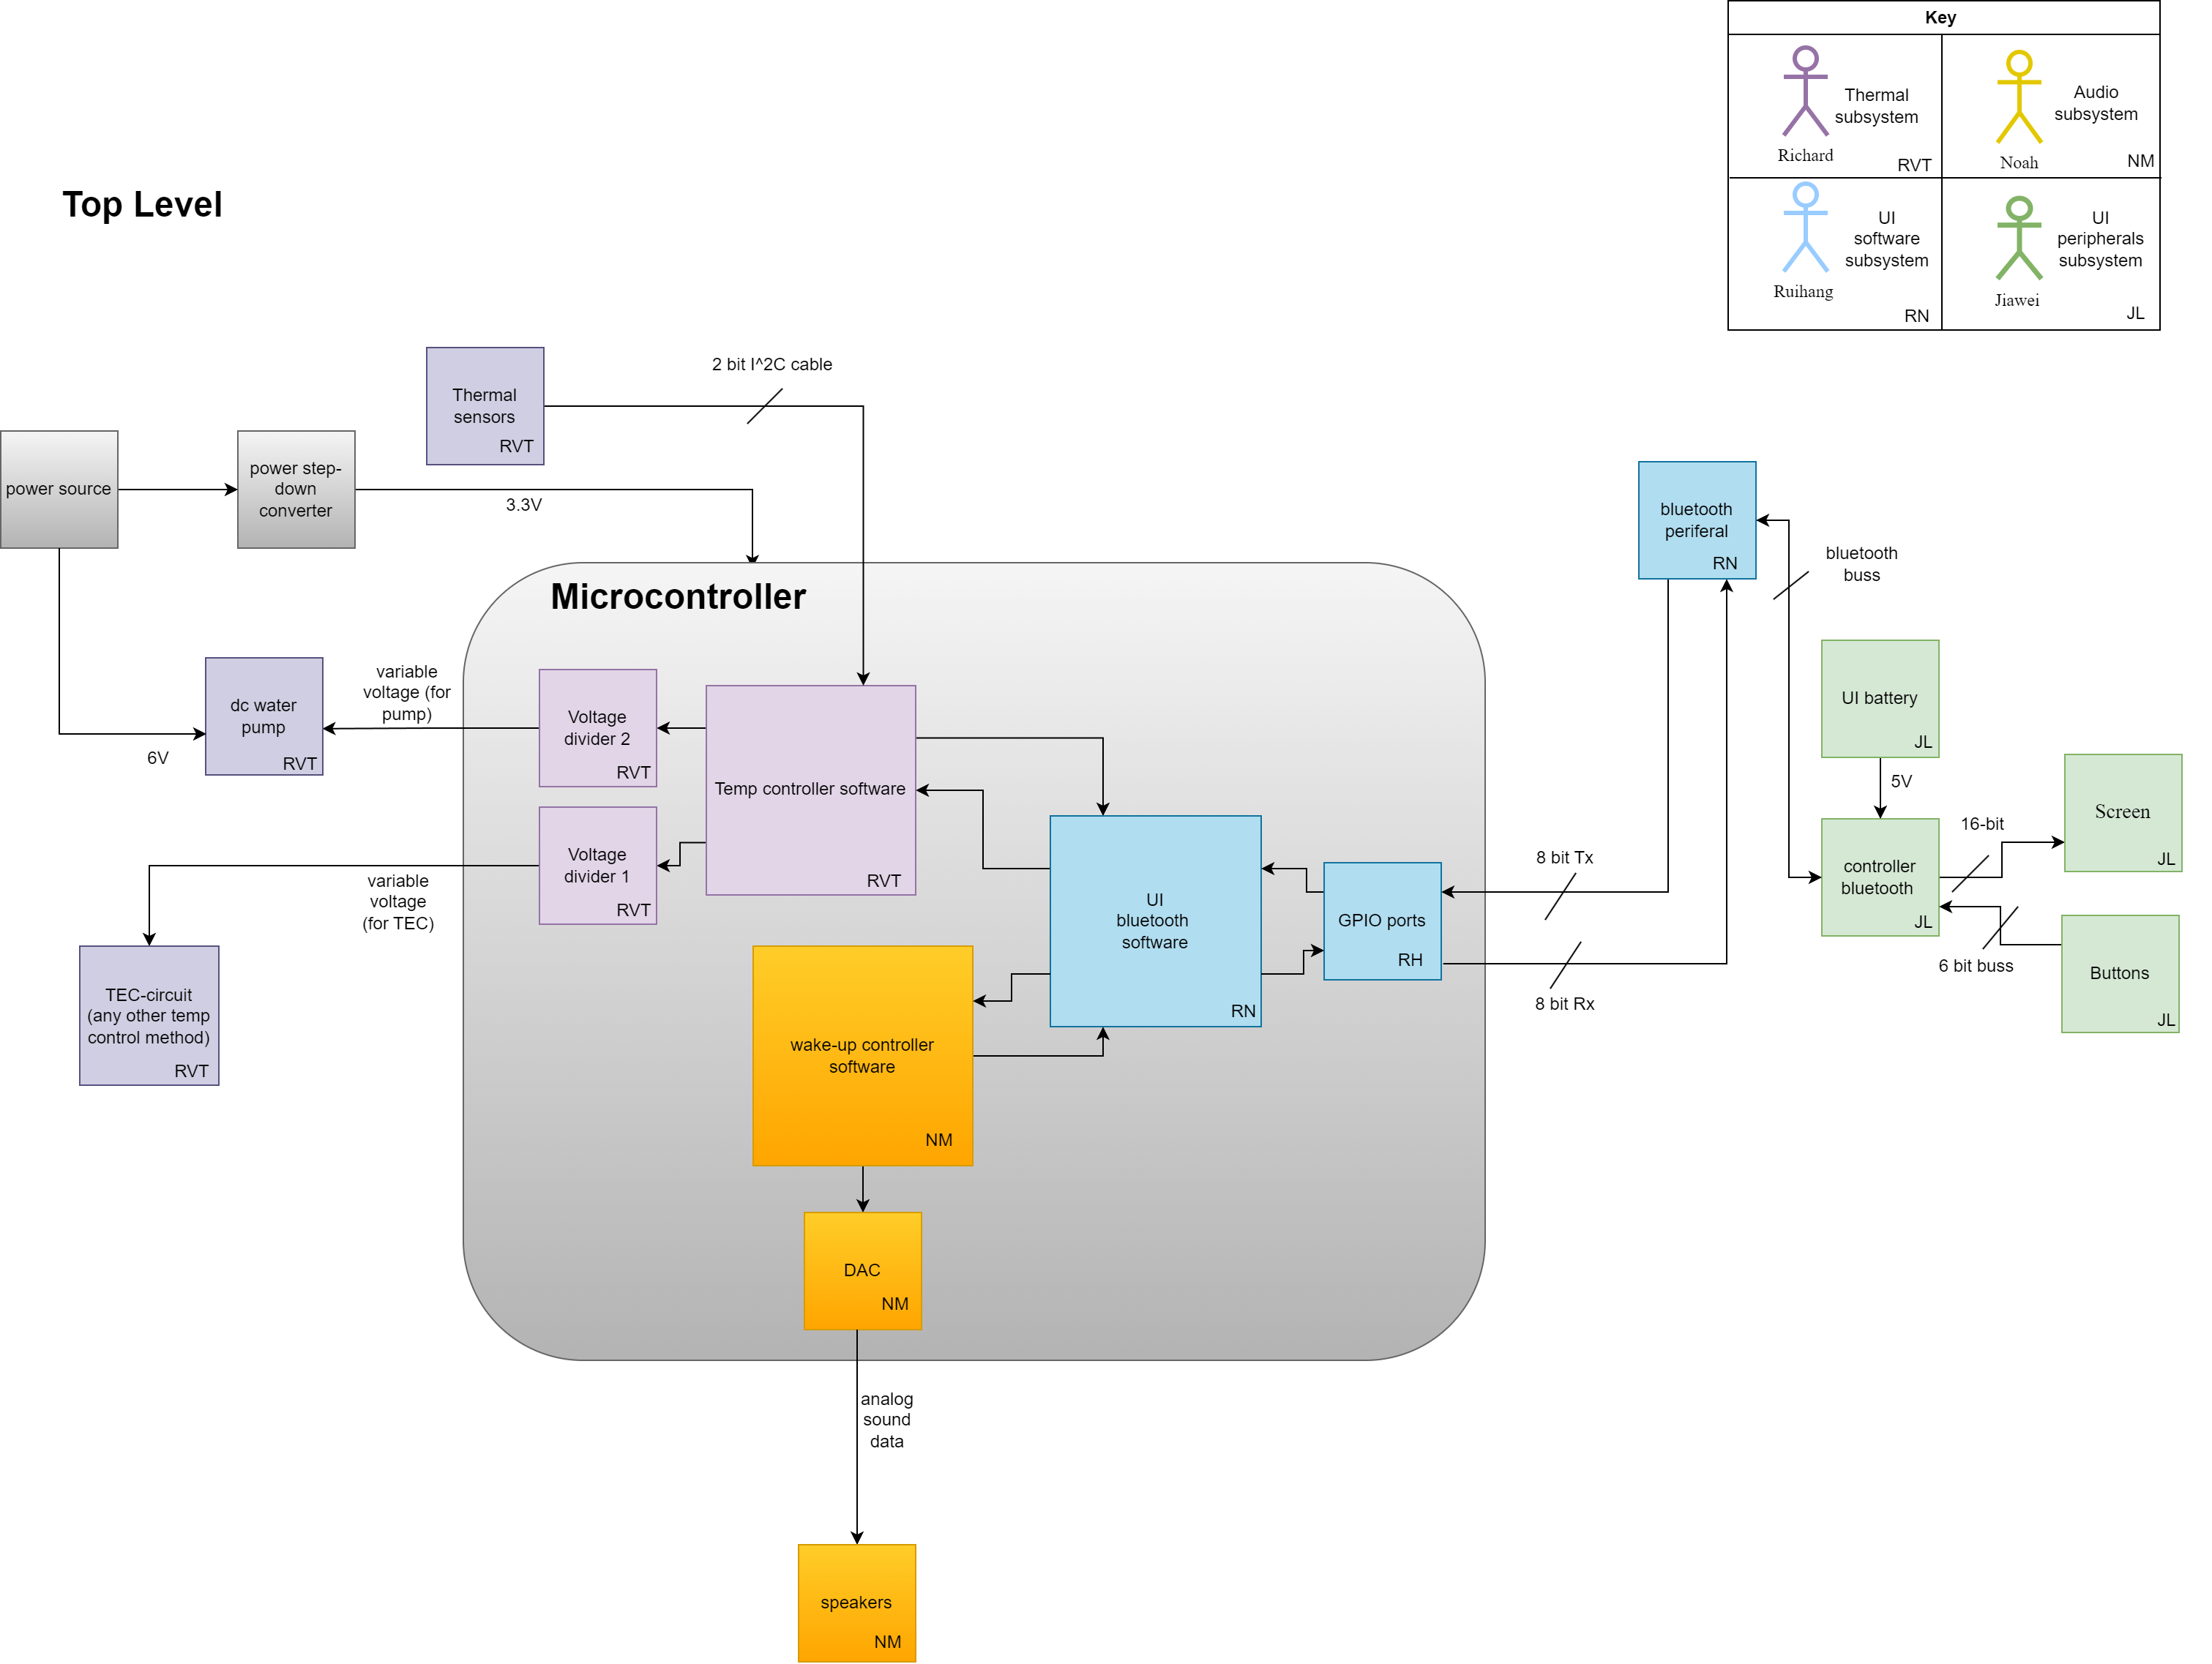 Key
Thermal
subsystem
Richard
RVT
Audio
subsystem
Noah
NM
UI
software
subsystem
Ruihang
RN
UI
peripherals
subsystem
Jiawei
JL
Top Level
Thermal
sensors
RVT
2 bit I^2C cable
power source
power step-
down
converter
3.3V
bluetooth
periferal
RN
bluetooth
buss
Microcontroller
dc water
pump
RVT
6V
variable
voltage (for
pump)
Voltage
divider 2
RVT
Temp controller software
RVT
Voltage
divider 1
RVT
variable
voltage
(for TEC)
TEC-circuit
(any other temp
control method)
RVT
UI
bluetooth
software
RN
GPIO ports
RH
8 bit Tx
8 bit Rx
UI battery
JL
5V
controller
bluetooth
JL
16-bit
Screen
JL
6 bit buss
Buttons
JL
wake-up controller
software
NM
DAC
NM
analog
sound
data
speakers
NM